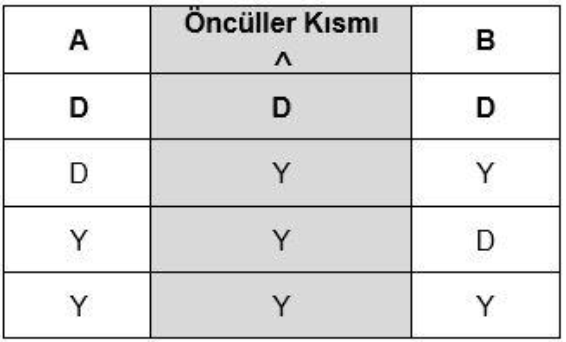 A Öncüller Kısmı B
^
D D D
D Y Y
Y Y D
Y Y Y